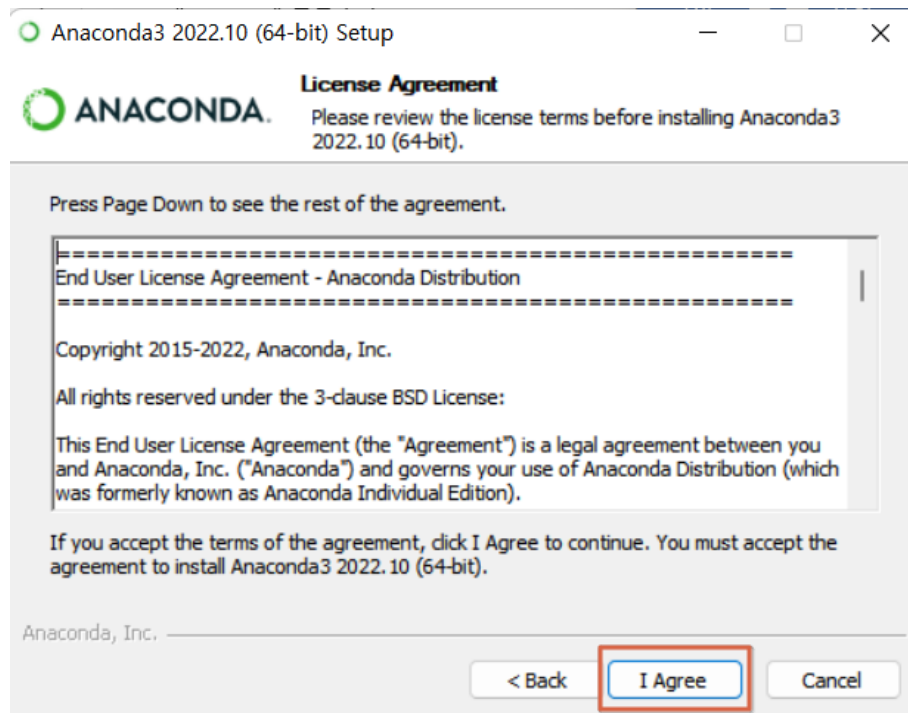 Anaconda3 2022.10 (64-bit) Setup
ANACONDA.
License Agreement
Please review the license terms before installing Anaconda3
2022.10 (64-bit).
Press Page Down to see the rest of the agreement.
==================================================
End User License Agreement - Anaconda Distribution
==================================================
Copyright 2015-2022, Anaconda, Inc.
All rights reserved under the 3-clause BSD License:
This End User License Agreement (the "Agreement") is a legal agreement between you
and Anaconda, Inc. ("Anaconda") and governs your use of Anaconda Distribution (which
was formerly known as Anaconda Individual Edition).
If you accept the terms of the agreement, click I Agree to continue. You must accept the
agreement to install Anaconda3 2022.10 (64-bit).
Anaconda, Inc.
< Back I Agree Cancel